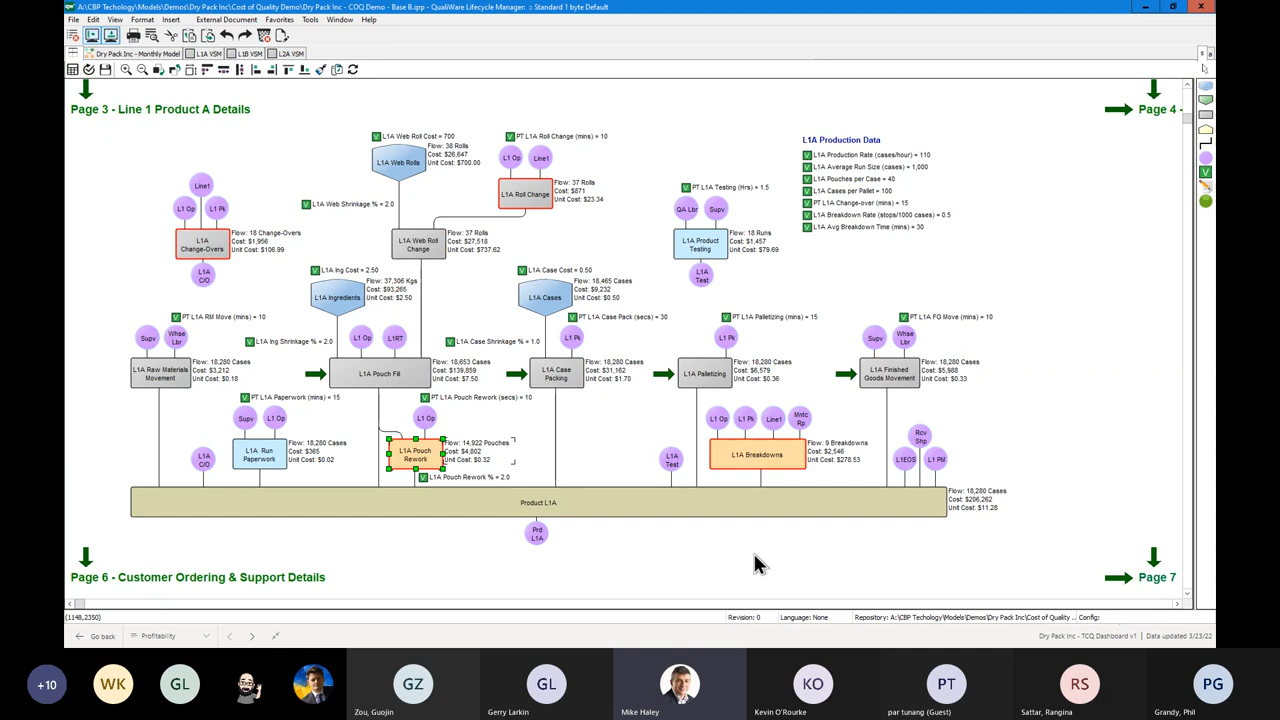 A:\CBP Techology\Models\Demos\Dry Pack Inc\Cost of Quality Demo\Dry Pack Inc - COQ Demo - Base B.qrp - QualiWare Lifecycle Manager: :: Standard 1 byte Default
File Edit View Format Insert External Document Favorites Tools Window Help
Dry Pack Inc - Monthly Model L1A VSM L1B VSM L2A VSM
s a
Page 3 - Line 1 Product A Details
Page 4 -
L1A Web Roll Cost = 700
PT L1A Roll Change (mins) = 10
L1A Production Data
L1A Web Rolls
Flow: 38 Rolls
Cost: $26,647
Unit Cost: $700.00
L1 Op
Line1
L1A Production Rate (cases/hour) = 110
L1A Average Run Size (cases) = 1,000
L1A Pouches per Case = 40
L1A Cases per Pallet = 100
PT L1A Change-over (mins) = 15
L1A Breakdown Rate (stops/1000 cases) = 0.5
L1A Avg Breakdown Time (mins) = 30
Line1
L1A Roll Change
Flow: 37 Rolls
Cost: $871
Unit Cost: $23.34
PT L1A Testing (Hrs) = 1.5
L1 Op
L1 Pk
L1A Web Shrinkage % = 2.0
QA Lbr
Supv
L1A
Change-Overs
Flow: 18 Change-Overs
Cost: $1,956
Unit Cost: $106.99
L1A Web Roll
Change
Flow: 37 Rolls
Cost: $27,518
Unit Cost: $737.62
L1A Product
Testing
Flow: 18 Runs
Cost: $1,457
Unit Cost: $79.69
L1A
C/O
L1A Ing Cost = 2.50
L1A Case Cost = 0.50
L1A
Test
L1A Ingredients
Flow: 37,306 Kgs
Cost: $93,265
Unit Cost: $2.50
L1A Cases
Flow: 18,465 Cases
Cost: $9,232
Unit Cost: $0.50
PT L1A RM Move (mins) = 10
PT L1A Case Pack (secs) = 30
PT L1A Palletizing (mins) = 15
PT L1A FG Move (mins) = 10
Supv
Whse
Lbr
L1A Ing Shrinkage % = 2.0
L1 Op
L1RT
L1A Case Shrinkage % = 1.0
L1 Pk
L1 Pk
Supv
Whse
Lbr
L1A Raw Materials
Movement
Flow: 18,280 Cases
Cost: $3,212
Unit Cost: $0.18
L1A Pouch Fill
Flow: 18,653 Cases
Cost: $139,859
Unit Cost: $7.50
L1A Case
Packing
Flow: 18,280 Cases
Cost: $31,162
Unit Cost: $1.70
L1A Palletizing
Flow: 18,280 Cases
Cost: $6,579
Unit Cost: $0.36
L1A Finished
Goods Movement
Flow: 18,280 Cases
Cost: $5,988
Unit Cost: $0.33
PT L1A Paperwork (mins) = 15
PT L1A Pouch Rework (secs) = 10
Supv
L1 Op
L1 Op
L1 Op
L1 Pk
Line1
Mntc
Rp
Rcv
Shp
L1A
C/O
L1A Run
Paperwork
Flow: 18,280 Cases
Cost: $365
Unit Cost: $0.02
L1A Pouch
Rework
Flow: 14,922 Pouches
Cost: $4,802
Unit Cost: $0.32
L1A
Test
L1A Breakdowns
Flow: 9 Breakdowns
Cost: $2,546
Unit Cost: $278.53
L1EOS
L1 PM
L1A Pouch Rework % = 2.0
Product L1A
Flow: 18,280 Cases
Cost: $206,262
Unit Cost: $11.28
Prd
L1A
Page 6 - Customer Ordering & Support Details
Page 7
(1148,2350)
Revision: 0 Language: None Repository: A:\CBP Techology\Models\Demos\Dry Pack Inc\Cost of Quality ... Config:
Go back Profitability
Dry Pack Inc - TCQ Dashboard v1 | Data updated 3/23/22
+10 WK GL GZ GL KO PT RS PG
Zou, Guojin Gerry Larkin Mike Haley Kevin O'Rourke par tunang (Guest) Sattar, Rangina Grandy, Phil